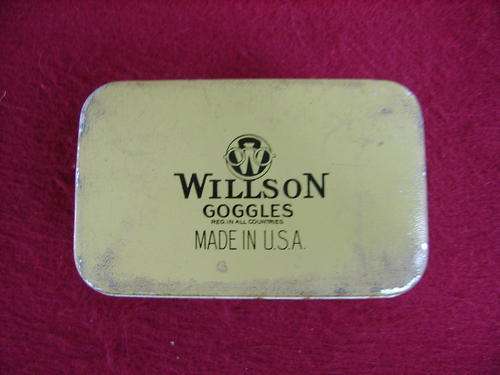 W
WILLSON
GOGGLES
REG. IN ALL COUNTRIES
MADE IN U.S.A.